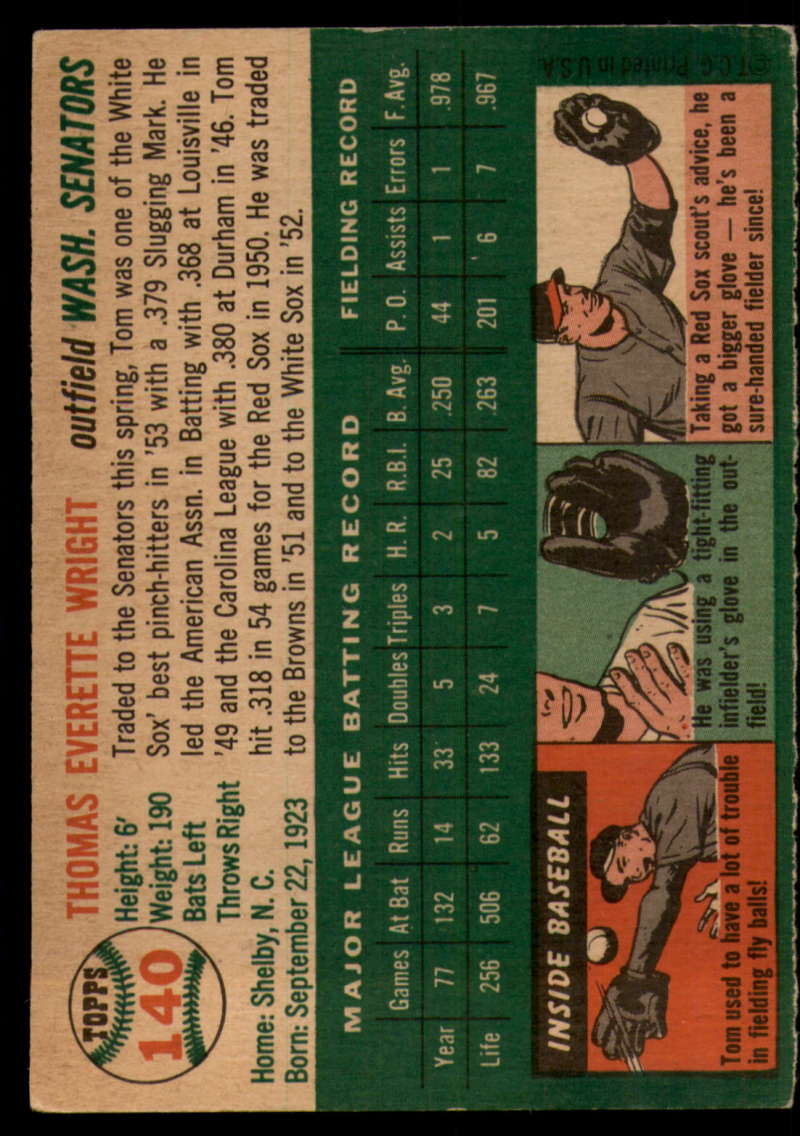 TOPPS
140
THOMAS EVERETTE WRIGHT outfield WASH. SENATORS
Height: 6'
Weight: 190
Bats Left
Throws Right
Home: Shelby, N. C.
Born: September 22, 1923
Traded to the Senators this spring, Tom was one of the White
Sox' best pinch-hitters in '53 with a .379 Slugging Mark. He
led the American Assn. in Batting with .368 at Louisville in
'49 and the Carolina League with .380 at Durham in '46. Tom
hit .318 in 54 games for the Red Sox in 1950. He was traded
to the Browns in '51 and to the White Sox in '52.
MAJOR LEAGUE BATTING RECORD FIELDING RECORD
Games At Bat Runs Hits Doubles Triples H. R. R.B.I. B. Avg. P. O. Assists Errors F. Avg.
Year 77 132 14 33 5 3 2 25 .250 44 1 1 .978
Life 256 506 62 133 24 7 5 82 .263 201 6 7 .967
INSIDE BASEBALL
Tom used to have a lot of trouble
in fielding fly balls!
He was using a tight-fitting
infielder's glove in the out-
field!
Taking a Red Sox scout's advice, he
got a bigger glove — he's been a
sure-handed fielder since!
©T.C.G. Printed in U.S.A.